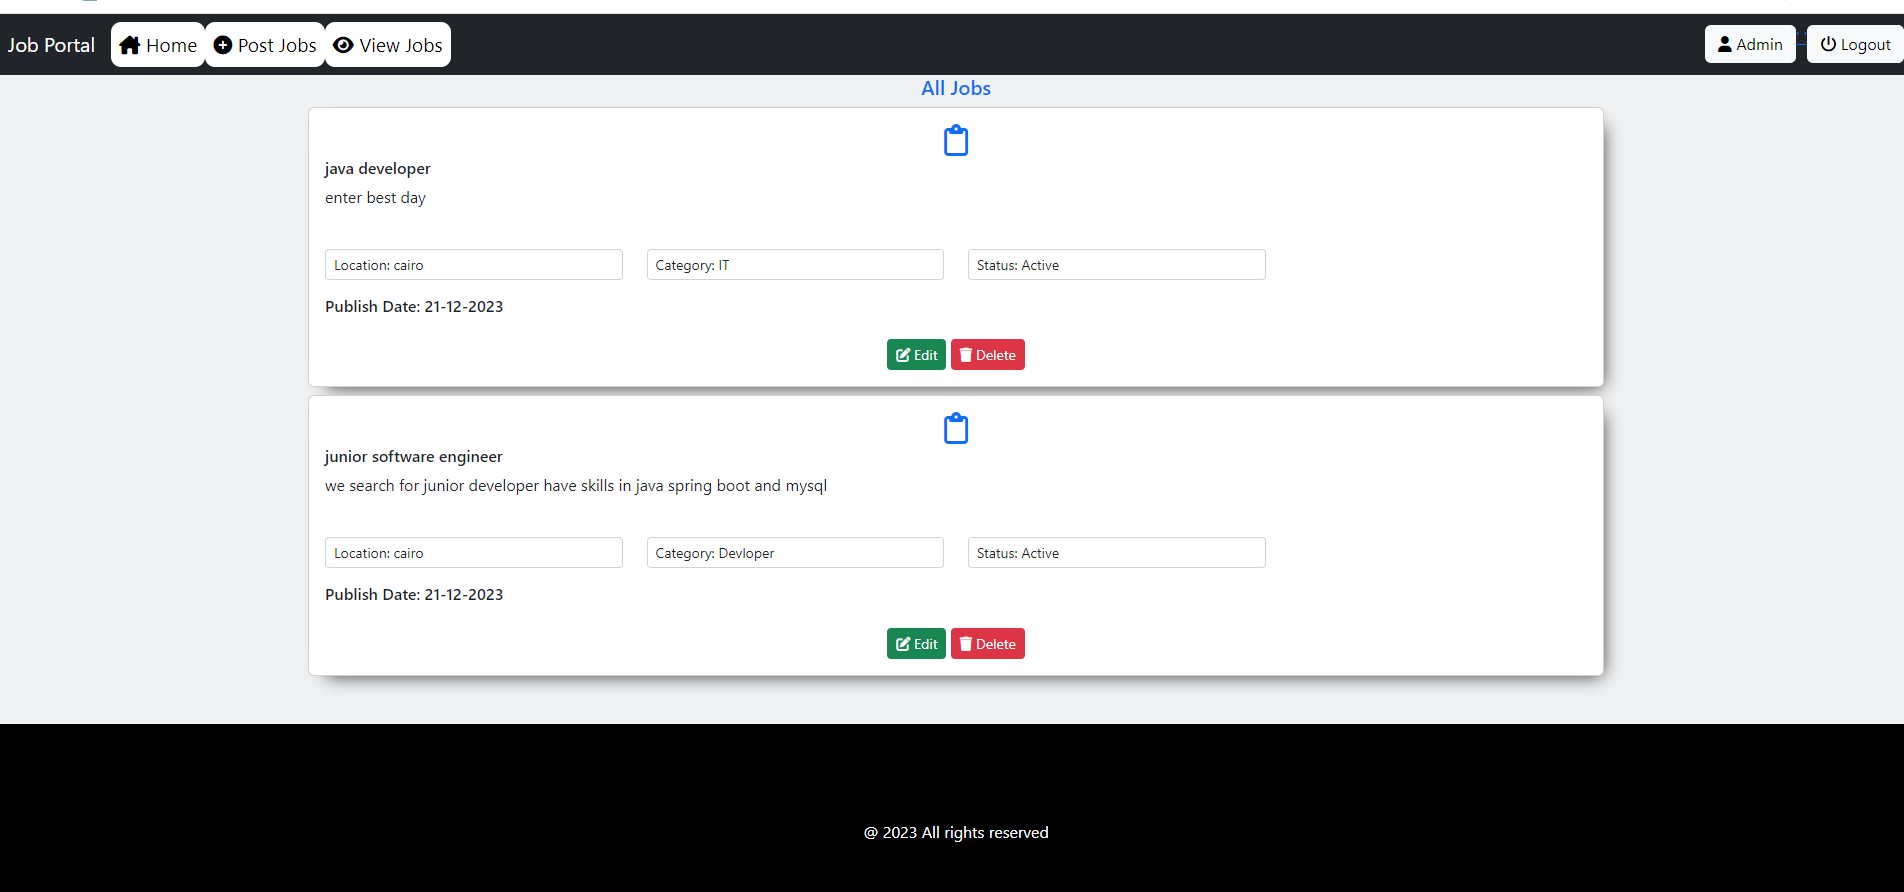 Job Portal Home Post Jobs View Jobs Admin Logout
All Jobs
java developer
enter best day
Location: cairo Category: IT Status: Active
Publish Date: 21-12-2023
Edit Delete
junior software engineer
we search for junior developer have skills in java spring boot and mysql
Location: cairo Category: Devloper Status: Active
Publish Date: 21-12-2023
Edit Delete
@ 2023 All rights reserved